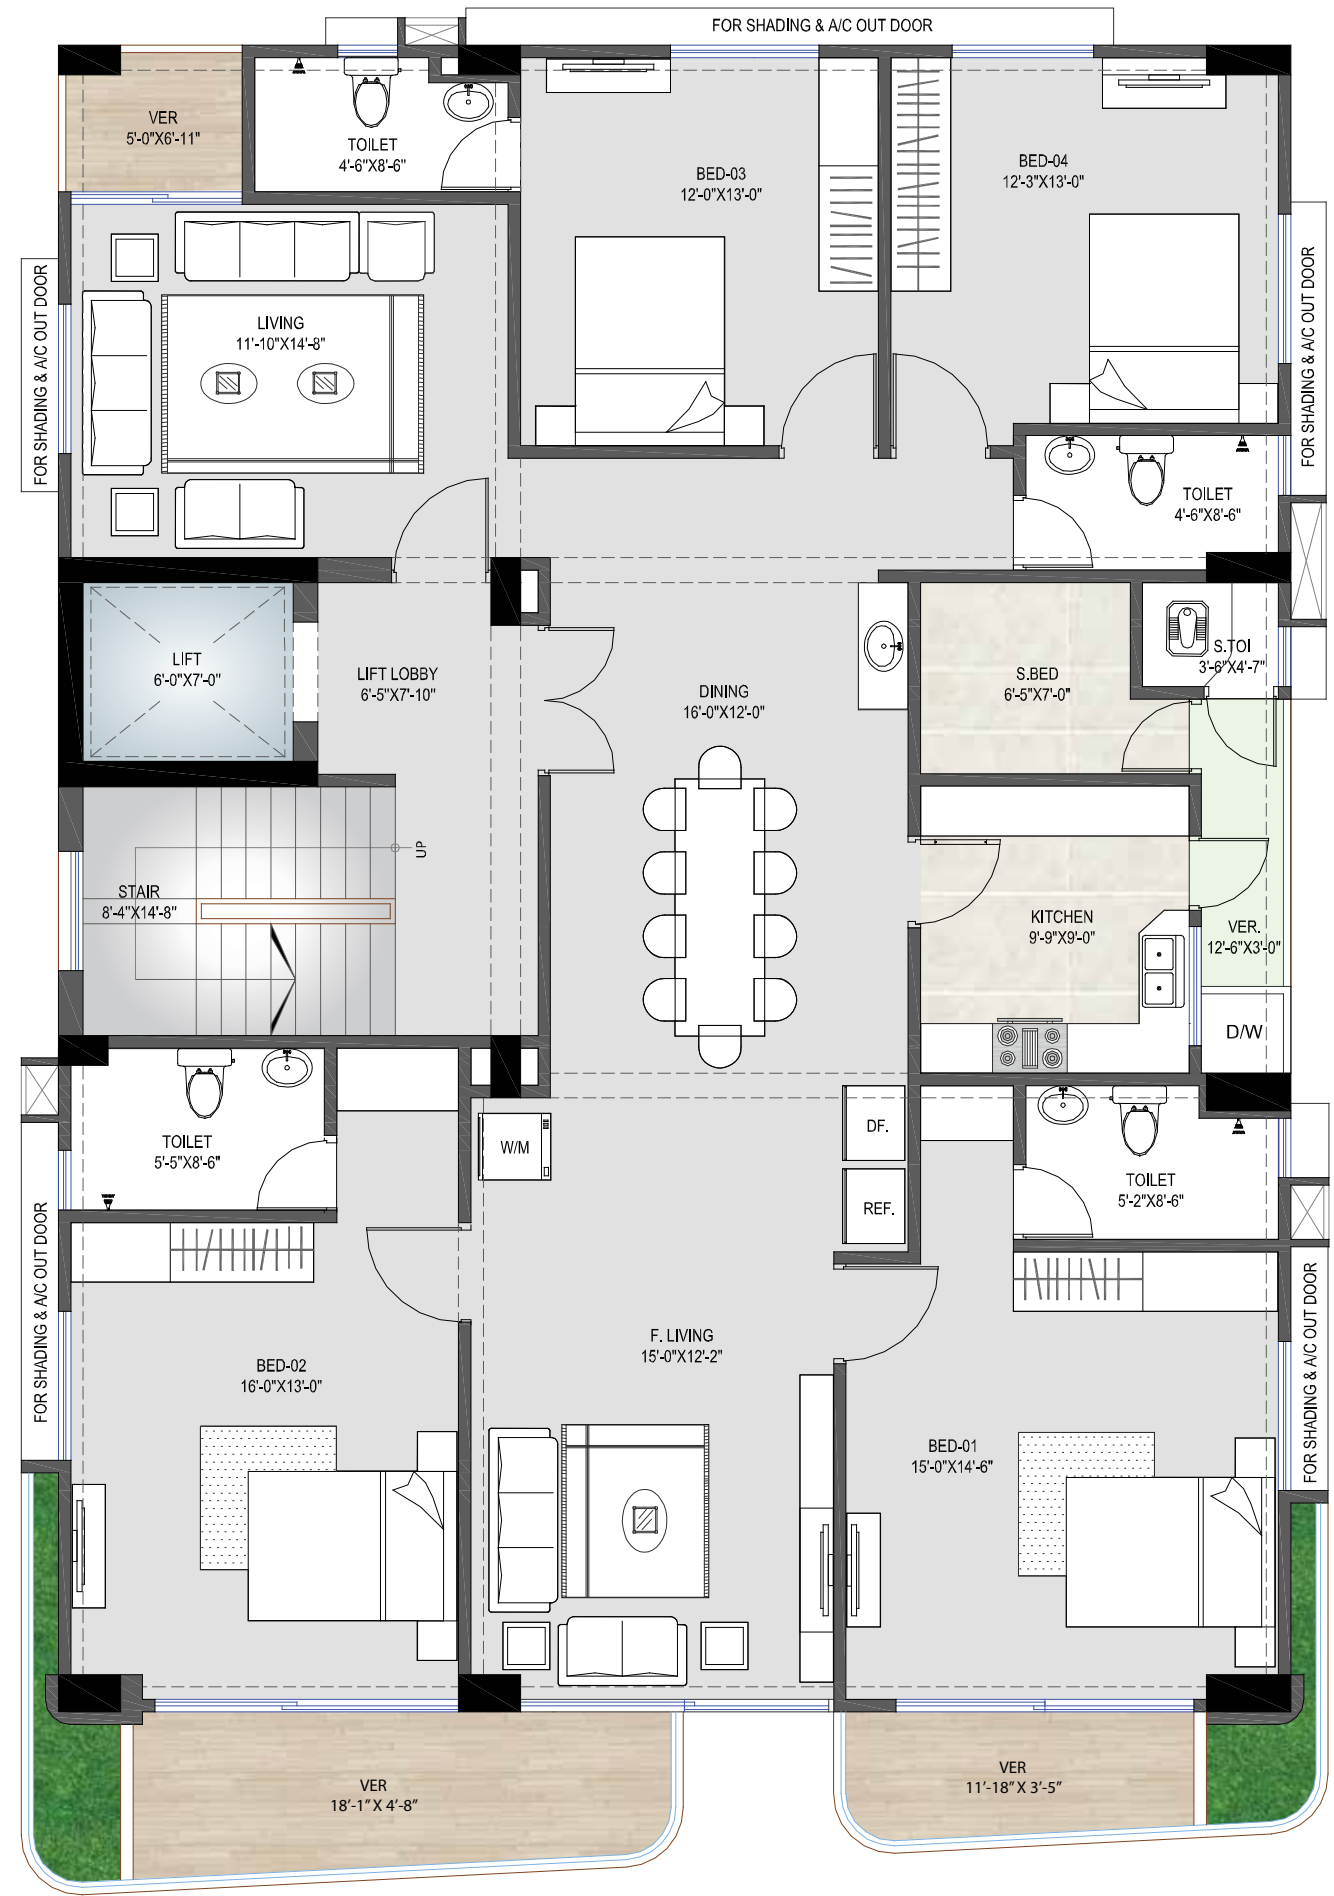 FOR SHADING & A/C OUT DOOR
VER
5'-0"X6'-11"
TOILET
4'-6"X8'-6"
BED-03
12'-0"X13'-0"
BED-04
12'-3"X13'-0"
FOR SHADING & A/C OUT DOOR
LIVING
11'-10"X14'-8"
FOR SHADING & A/C OUT DOOR
TOILET
4'-6"X8'-6"
LIFT
6'-0"X7'-0"
LIFT LOBBY
6'-5"X7'-10"
DINING
16'-0"X12'-0"
S.BED
6'-5"X7'-0"
S.TOI
3'-6"X4'-7"
UP
STAIR
8'-4"X14'-8"
KITCHEN
9'-9"X9'-0"
VER.
12'-6"X3'-0"
D/W
TOILET
5'-5"X8'-6"
W/M
DF.
REF.
TOILET
5'-2"X8'-6"
FOR SHADING & A/C OUT DOOR
F. LIVING
15'-0"X12'-2"
BED-02
16'-0"X13'-0"
FOR SHADING & A/C OUT DOOR
BED-01
15'-0"X14'-6"
VER
18'-1" X 4'-8"
VER
11'-18" X 3'-5"